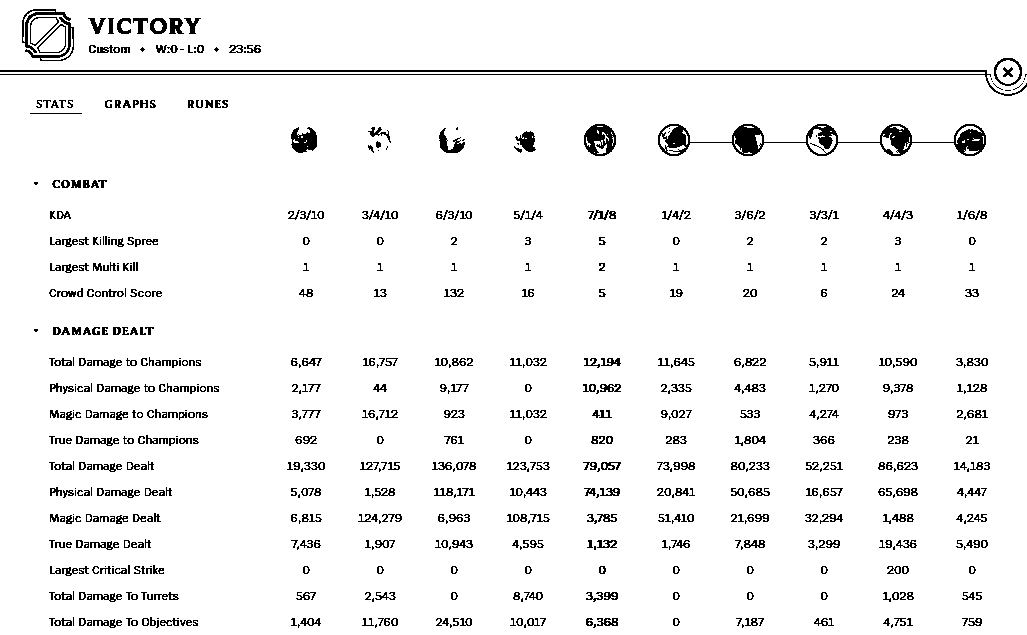 VICTORY
Custom • W:0 - L:0 • 23:56
STATS GRAPHS RUNES
COMBAT
KDA 2/3/10 3/4/10 6/3/10 5/1/4 7/1/8 1/4/2 3/6/2 3/3/1 4/4/3 1/6/8
Largest Killing Spree 0 0 2 3 5 0 2 2 3 0
Largest Multi Kill 1 1 1 1 2 1 1 1 1 1
Crowd Control Score 48 13 132 16 5 19 20 6 24 33
DAMAGE DEALT
Total Damage to Champions 6,647 16,757 10,862 11,032 12,194 11,645 6,822 5,911 10,590 3,830
Physical Damage to Champions 2,177 44 9,177 0 10,962 2,335 4,483 1,270 9,378 1,128
Magic Damage to Champions 3,777 16,712 923 11,032 411 9,027 533 4,274 973 2,681
True Damage to Champions 692 0 761 0 820 283 1,804 366 238 21
Total Damage Dealt 19,330 127,715 136,078 123,753 79,057 73,998 80,233 52,251 86,623 14,183
Physical Damage Dealt 5,078 1,528 118,171 10,443 74,139 20,841 50,685 16,657 65,698 4,447
Magic Damage Dealt 6,815 124,279 6,963 108,715 3,785 51,410 21,699 32,294 1,488 4,245
True Damage Dealt 7,436 1,907 10,943 4,595 1,132 1,746 7,848 3,299 19,436 5,490
Largest Critical Strike 0 0 0 0 0 0 0 0 200 0
Total Damage To Turrets 567 2,543 0 8,740 3,399 0 0 0 1,028 545
Total Damage To Objectives 1,404 11,760 24,510 10,017 6,368 0 7,187 461 4,751 759